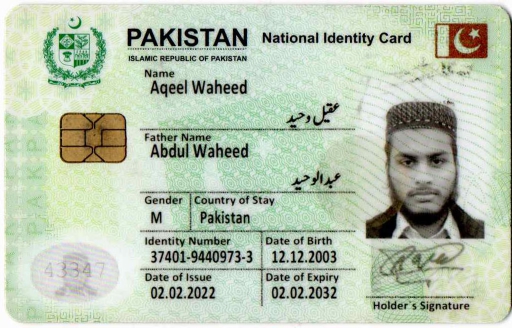 PAKISTAN National Identity Card
ISLAMIC REPUBLIC OF PAKISTAN
Name
Aqeel Waheed
عقیل وحید
Father Name
Abdul Waheed
عبدالوحید
Gender Country of Stay
M Pakistan
Identity Number Date of Birth
37401-9440973-3 12.12.2003
Date of Issue Date of Expiry
02.02.2022 02.02.2032
43347
Holder's Signature